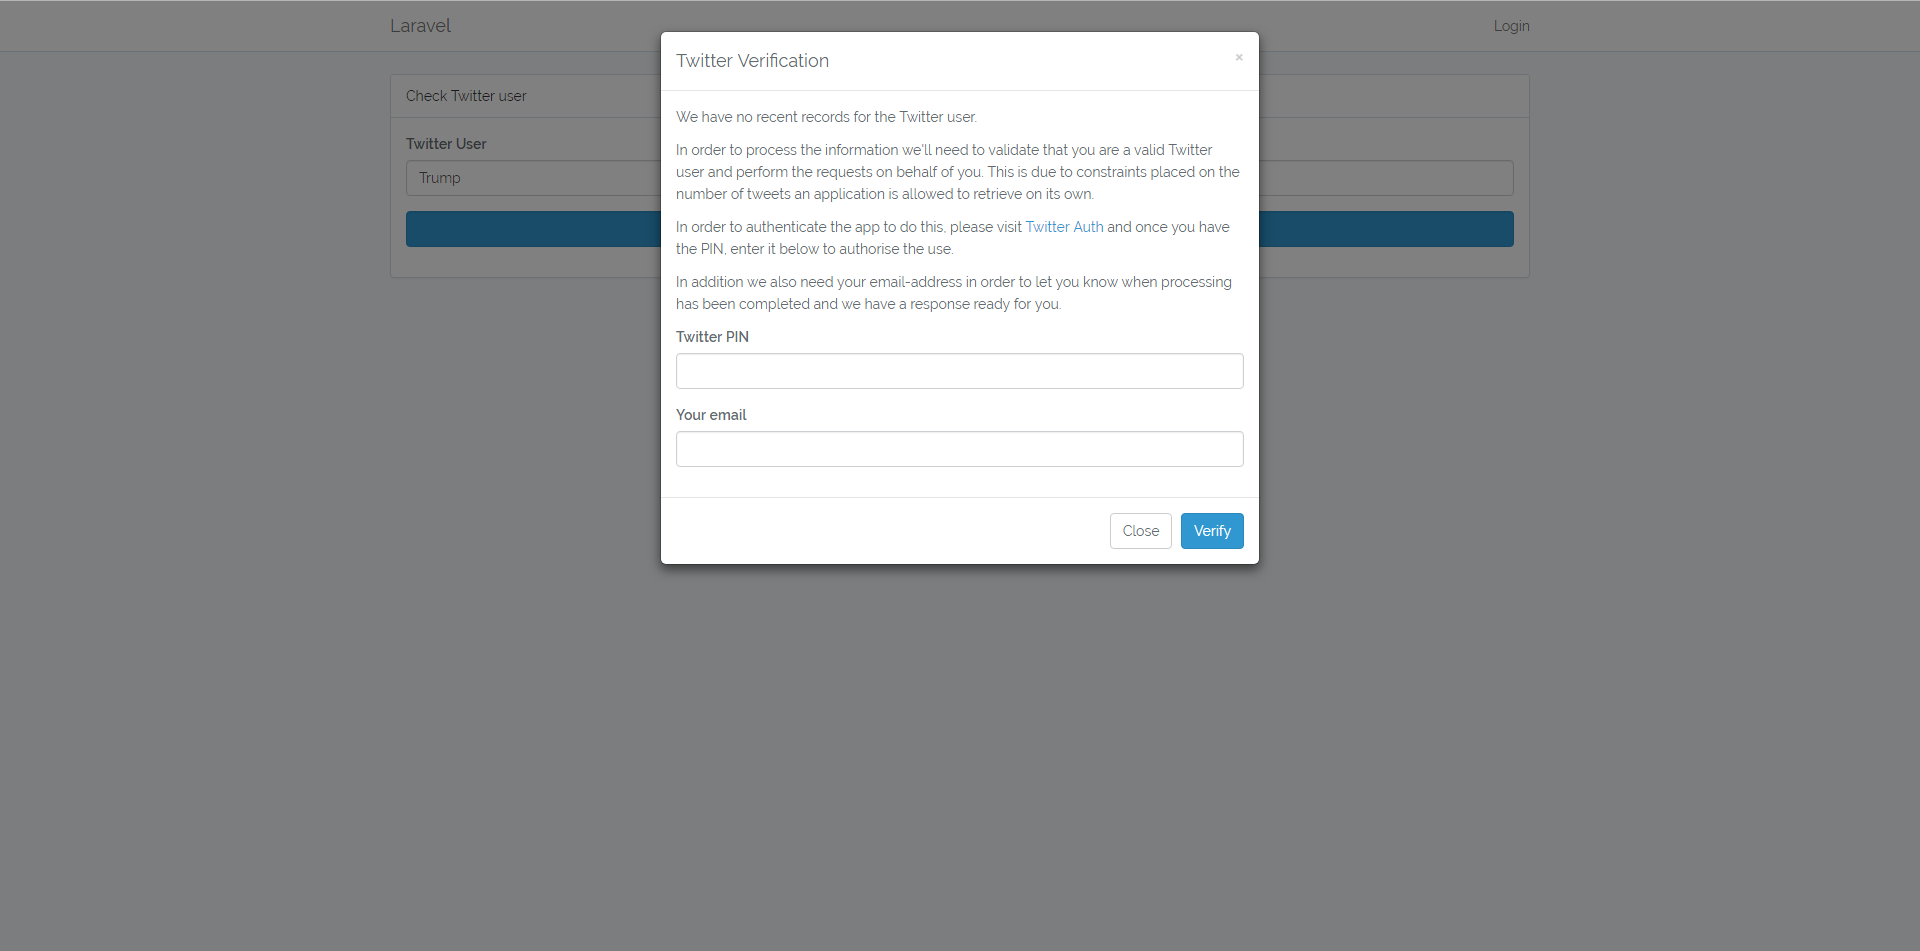 Laravel
Login
Check Twitter user
Twitter User
Trump
Twitter Verification
×
We have no recent records for the Twitter user.
In order to process the information we'll need to validate that you are a valid Twitter
user and perform the requests on behalf of you. This is due to constraints placed on the
number of tweets an application is allowed to retrieve on its own.
In order to authenticate the app to do this, please visit Twitter Auth and once you have
the PIN, enter it below to authorise the use.
In addition we also need your email-address in order to let you know when processing
has been completed and we have a response ready for you.
Twitter PIN
Your email
Close
Verify